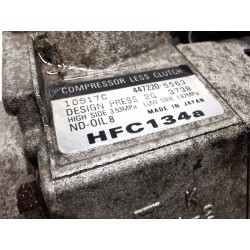 COMPRESSOR LESS CLUTCH
10S17C 447220-5563
DESIGN PRESS 2G 3738
HIGH SIDE 3.53MPa LOW SIDE 1.67MPa
ND-OIL 8 MADE IN JAPAN
HFC134a